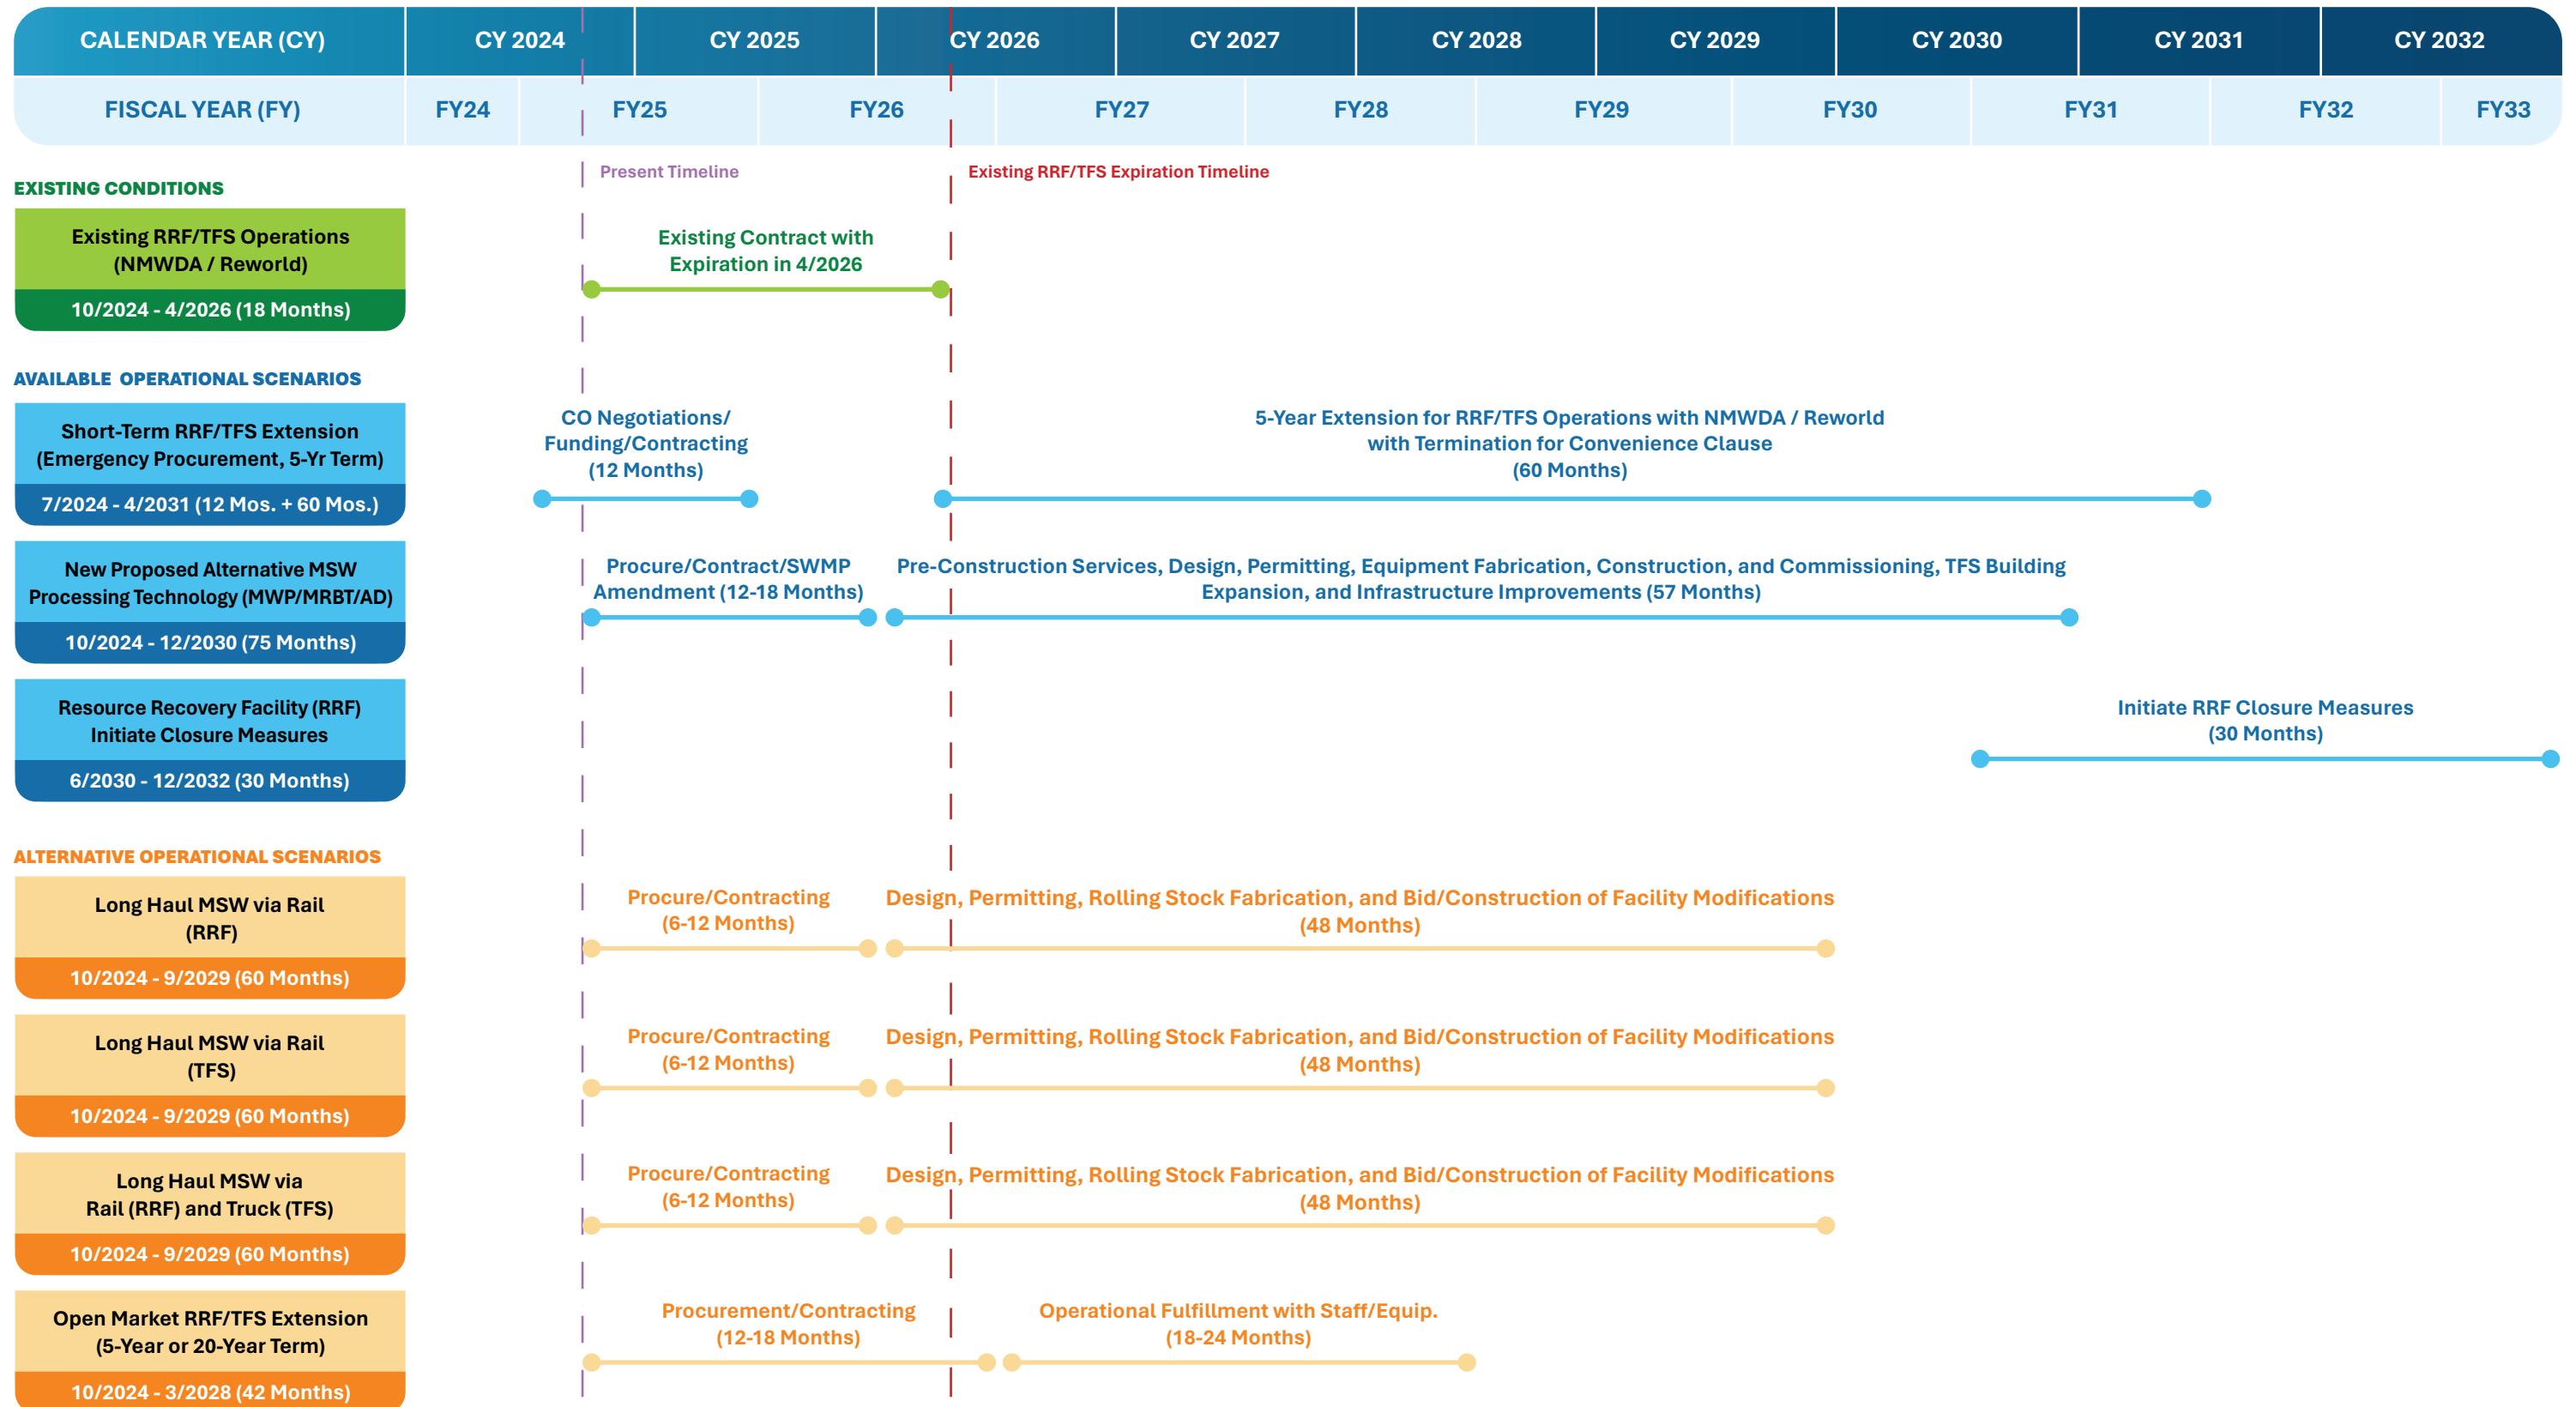 CALENDAR YEAR (CY)
CY 2024
CY 2025
CY 2026
CY 2027
CY 2028
CY 2029
CY 2030
CY 2031
CY 2032
FISCAL YEAR (FY)
FY24
FY25
FY26
FY27
FY28
FY29
FY30
FY31
FY32
FY33
Present Timeline
Existing RRF/TFS Expiration Timeline
EXISTING CONDITIONS
Existing RRF/TFS Operations
(NMWDA / Reworld)
10/2024 - 4/2026 (18 Months)
Existing Contract with
Expiration in 4/2026
AVAILABLE OPERATIONAL SCENARIOS
Short-Term RRF/TFS Extension
(Emergency Procurement, 5-Yr Term)
7/2024 - 4/2031 (12 Mos. + 60 Mos.)
CO Negotiations/
Funding/Contracting
(12 Months)
5-Year Extension for RRF/TFS Operations with NMWDA / Reworld
with Termination for Convenience Clause
(60 Months)
New Proposed Alternative MSW
Processing Technology (MWP/MRBT/AD)
10/2024 - 12/2030 (75 Months)
Procure/Contract/SWMP
Amendment (12-18 Months)
Pre-Construction Services, Design, Permitting, Equipment Fabrication, Construction, and Commissioning, TFS Building
Expansion, and Infrastructure Improvements (57 Months)
Resource Recovery Facility (RRF)
Initiate Closure Measures
6/2030 - 12/2032 (30 Months)
Initiate RRF Closure Measures
(30 Months)
ALTERNATIVE OPERATIONAL SCENARIOS
Long Haul MSW via Rail
(RRF)
10/2024 - 9/2029 (60 Months)
Procure/Contracting
(6-12 Months)
Design, Permitting, Rolling Stock Fabrication, and Bid/Construction of Facility Modifications
(48 Months)
Long Haul MSW via Rail
(TFS)
10/2024 - 9/2029 (60 Months)
Procure/Contracting
(6-12 Months)
Design, Permitting, Rolling Stock Fabrication, and Bid/Construction of Facility Modifications
(48 Months)
Long Haul MSW via
Rail (RRF) and Truck (TFS)
10/2024 - 9/2029 (60 Months)
Procure/Contracting
(6-12 Months)
Design, Permitting, Rolling Stock Fabrication, and Bid/Construction of Facility Modifications
(48 Months)
Open Market RRF/TFS Extension
(5-Year or 20-Year Term)
10/2024 - 3/2028 (42 Months)
Procurement/Contracting
(12-18 Months)
Operational Fulfillment with Staff/Equip.
(18-24 Months)